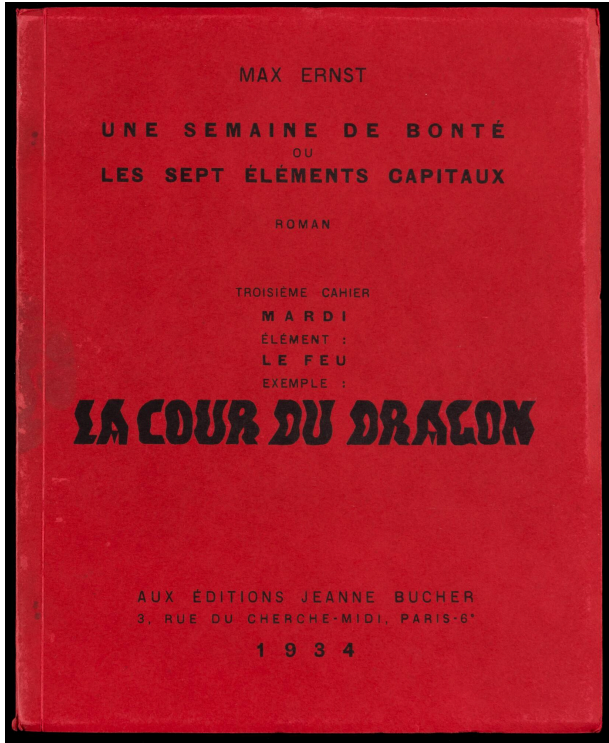 MAX ERNST
UNE SEMAINE DE BONTÉ
OU
LES SEPT ÉLÉMENTS CAPITAUX
ROMAN
TROISIEME CAHIER
MARDI
ÉLÉMENT :
LE FEU
EXEMPLE :
LA COUR DU DRAGON
AUX ÉDITIONS JEANNE BUCHER
3, RUE DU CHERCHE-MIDI, PARIS-6ᵉ
1934